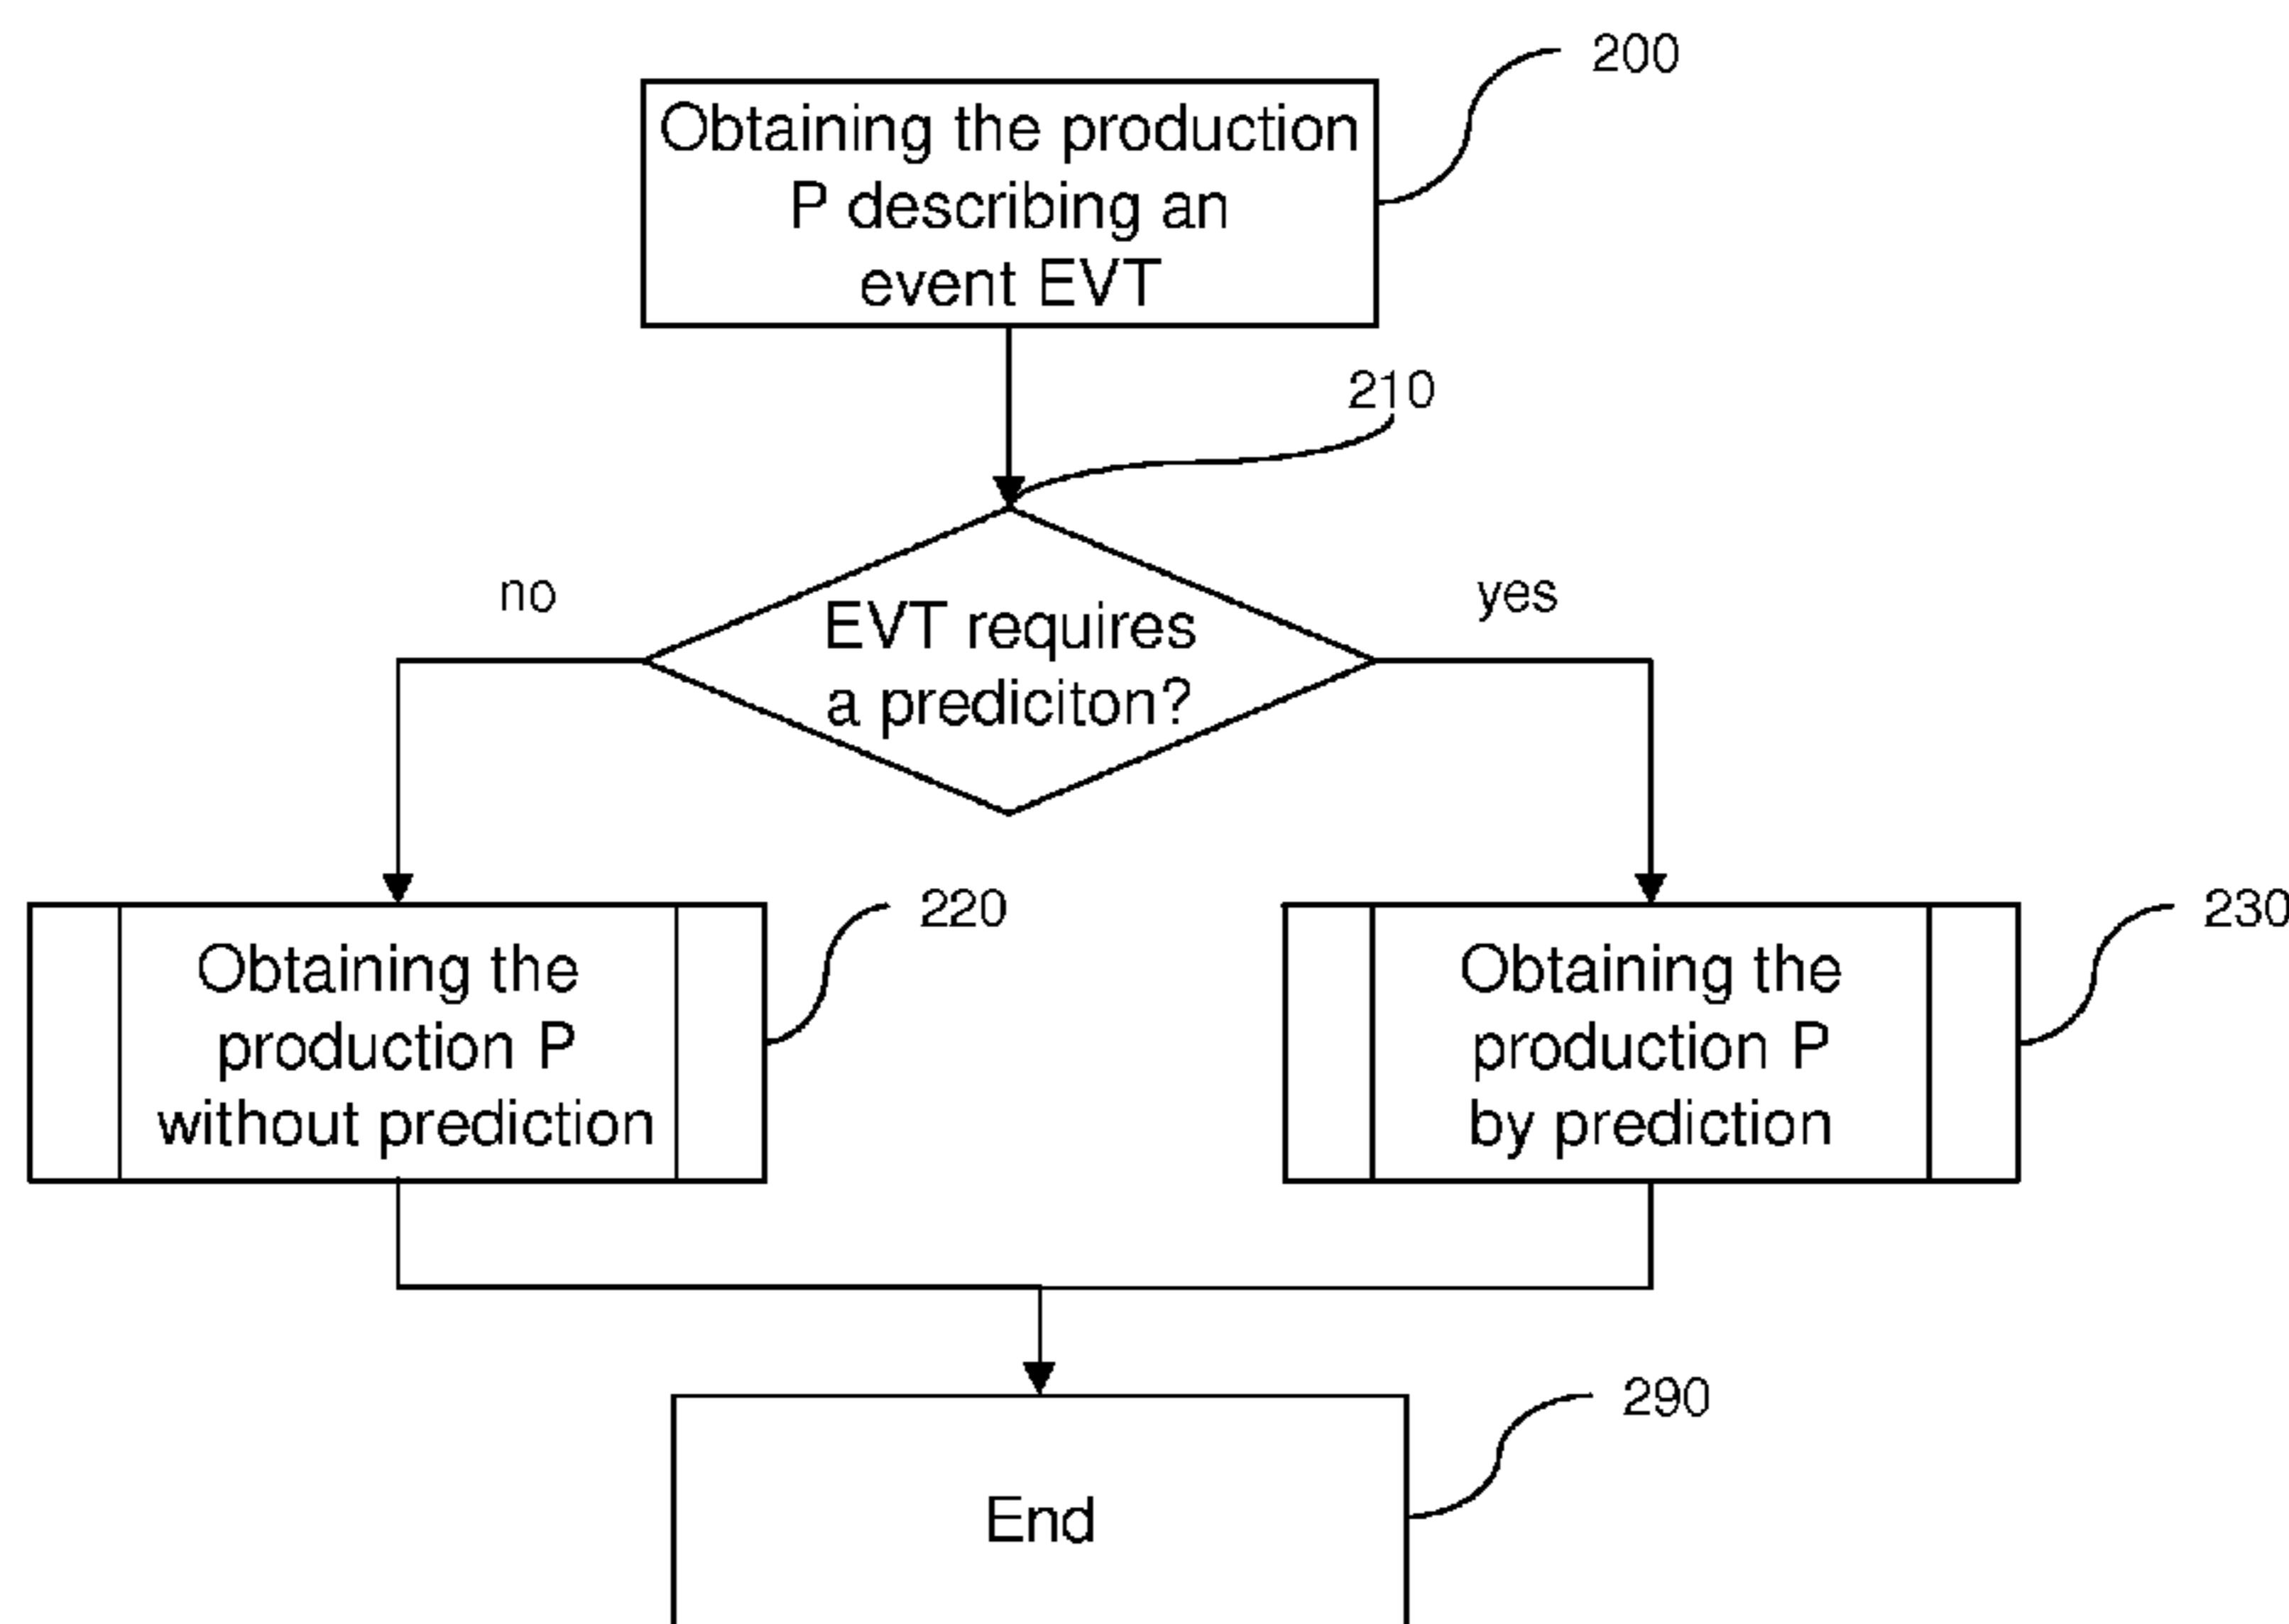 200
Obtaining the production
P describing an
event EVT
210
no
yes
EVT requires
a prediciton?
220
230
Obtaining the
production P
without prediction
Obtaining the
production P
by prediction
290
End